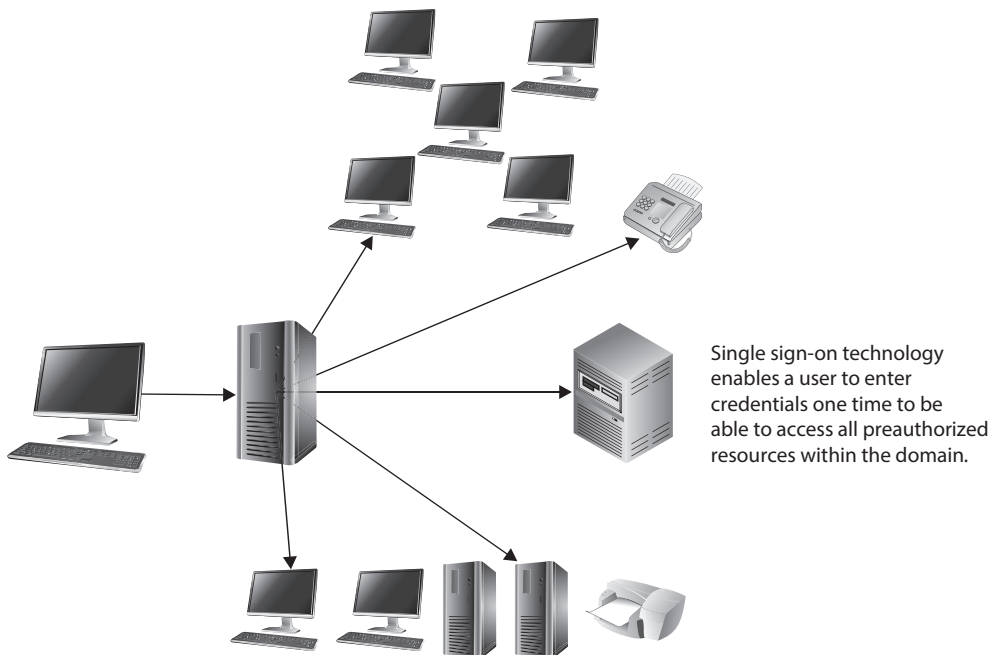 Single sign-on technology
enables a user to enter
credentials one time to be
able to access all preauthorized
resources within the domain.